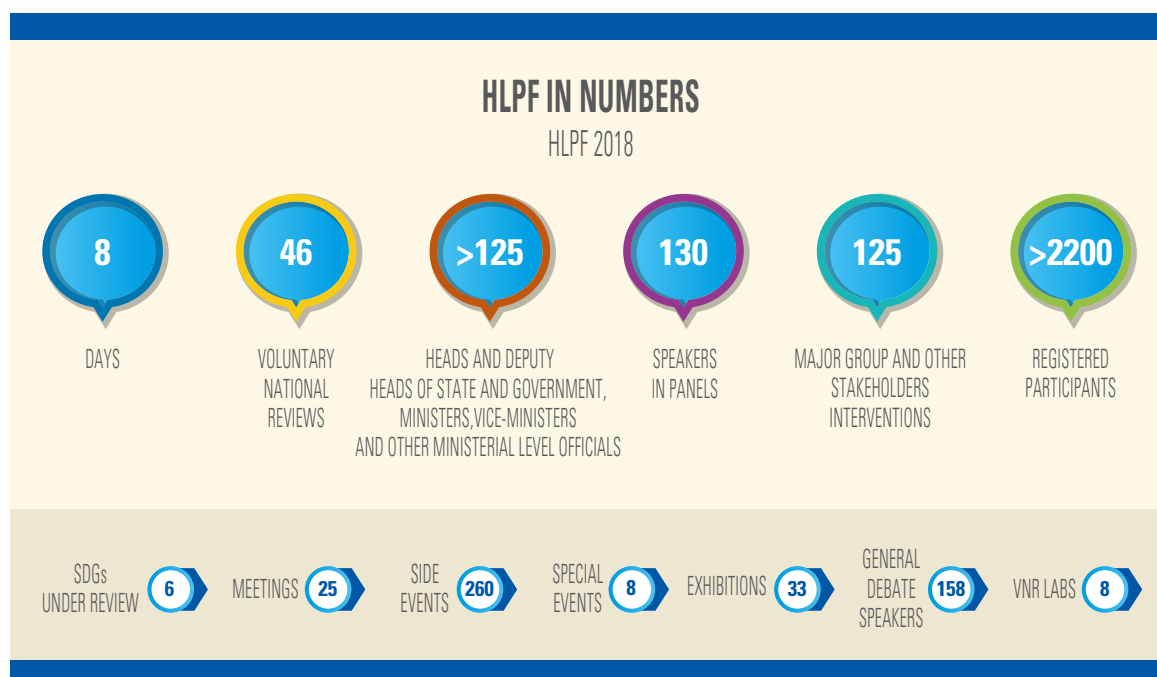 HLPF IN NUMBERS
HLPF 2018
8
DAYS
46
VOLUNTARY
NATIONAL
REVIEWS
>125
HEADS AND DEPUTY
HEADS OF STATE AND GOVERNMENT,
MINISTERS,VICE-MINISTERS
AND OTHER MINISTERIAL LEVEL OFFICIALS
130
SPEAKERS
IN PANELS
125
MAJOR GROUP AND OTHER
STAKEHOLDERS
INTERVENTIONS
>2200
REGISTERED
PARTICIPANTS
SDGs
UNDER REVIEW
6
MEETINGS
25
SIDE
EVENTS
260
SPECIAL
EVENTS
8
EXHIBITIONS
33
GENERAL
DEBATE
SPEAKERS
158
VNR LABS
8